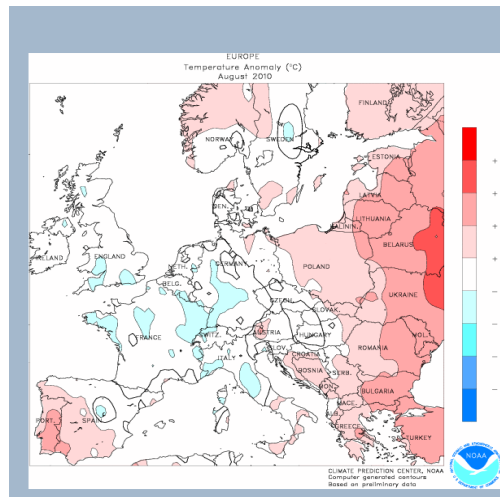 EUROPE
Temperature Anomaly (°C)
August 2010
FINLAND
NORWAY
SWEDEN
ESTONIA
LATVIA
DEN.
LITHUANIA
KALININ.
BELARUS
IRELAND
ENGLAND
NETH.
GERMANY
POLAND
BELG.
UKRAINE
CZECH
SLOVAK.
FRANCE
SWITZ.
AUSTRIA
HUNGARY
MOL.
SLOV.
ITALY
CROATIA
ROMANIA
BOSNIA
SERB.
MON.
BULGARIA
MACE.
PORT.
SPAIN
ALB.
GREECE
TURKEY
CLIMATE PREDICTION CENTER, NOAA
Computer generated contours
Based on preliminary data
NOAA